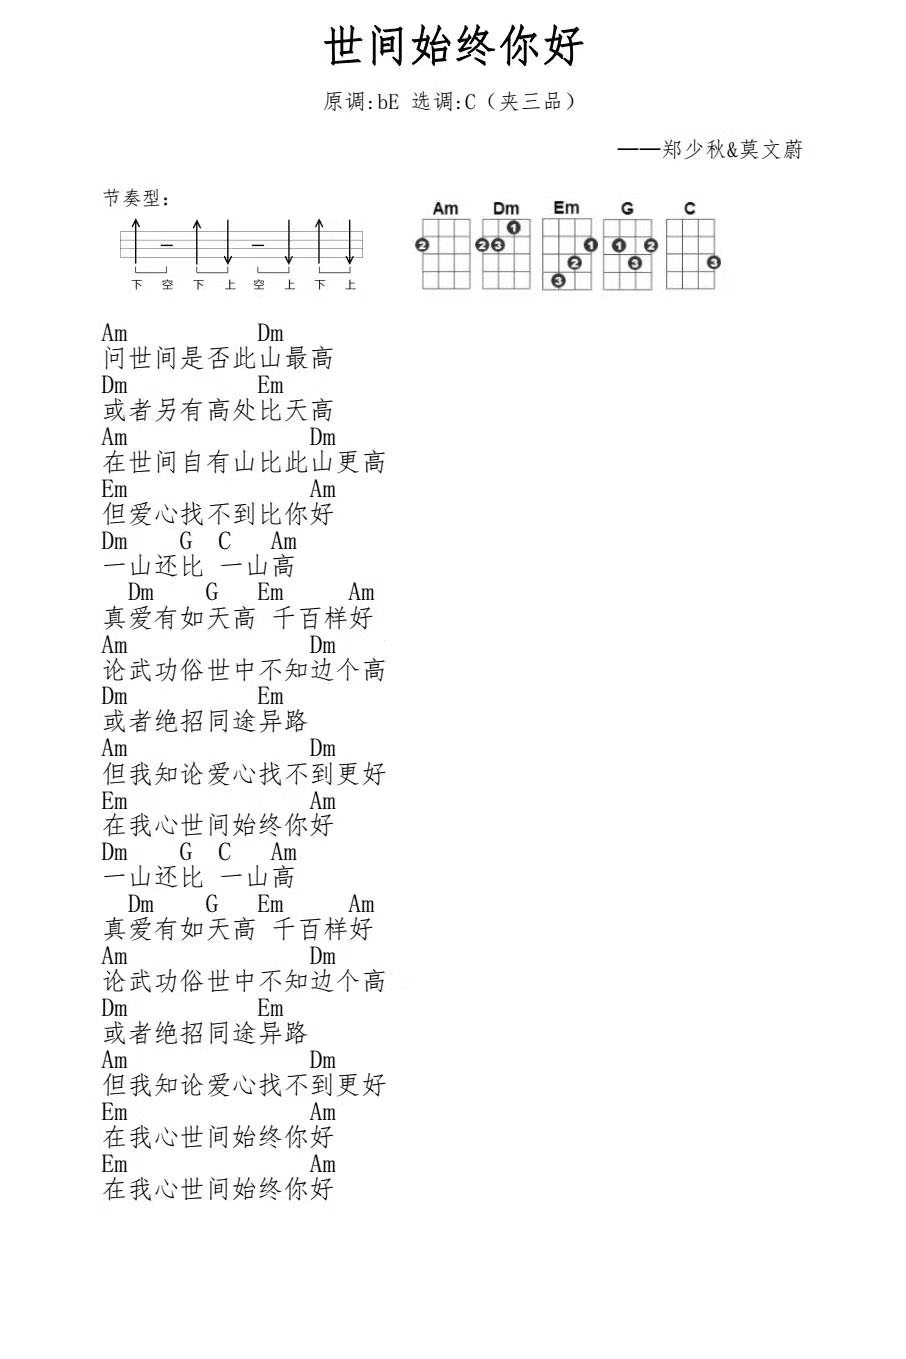 世间始终你好
原调:bE 选调:C（夹三品）
——郑少秋&莫文蔚
节奏型：
下 空 下 上 空 上 下 上
Am Dm Em G C
2 2 3 1 1 2 3 1 2 3 3
Am Dm
问世间是否此山最高
Dm Em
或者另有高处比天高
Am Dm
在世间自有山比此山更高
Em Am
但爱心找不到比你好
Dm G C Am
一山还比 一山高
Dm G Em Am
真爱有如天高 千百样好
Am Dm
论武功俗世中不知边个高
Dm Em
或者绝招同途异路
Am Dm
但我知论爱心找不到更好
Em Am
在我心世间始终你好
Dm G C Am
一山还比 一山高
Dm G Em Am
真爱有如天高 千百样好
Am Dm
论武功俗世中不知边个高
Dm Em
或者绝招同途异路
Am Dm
但我知论爱心找不到更好
Em Am
在我心世间始终你好
Em Am
在我心世间始终你好